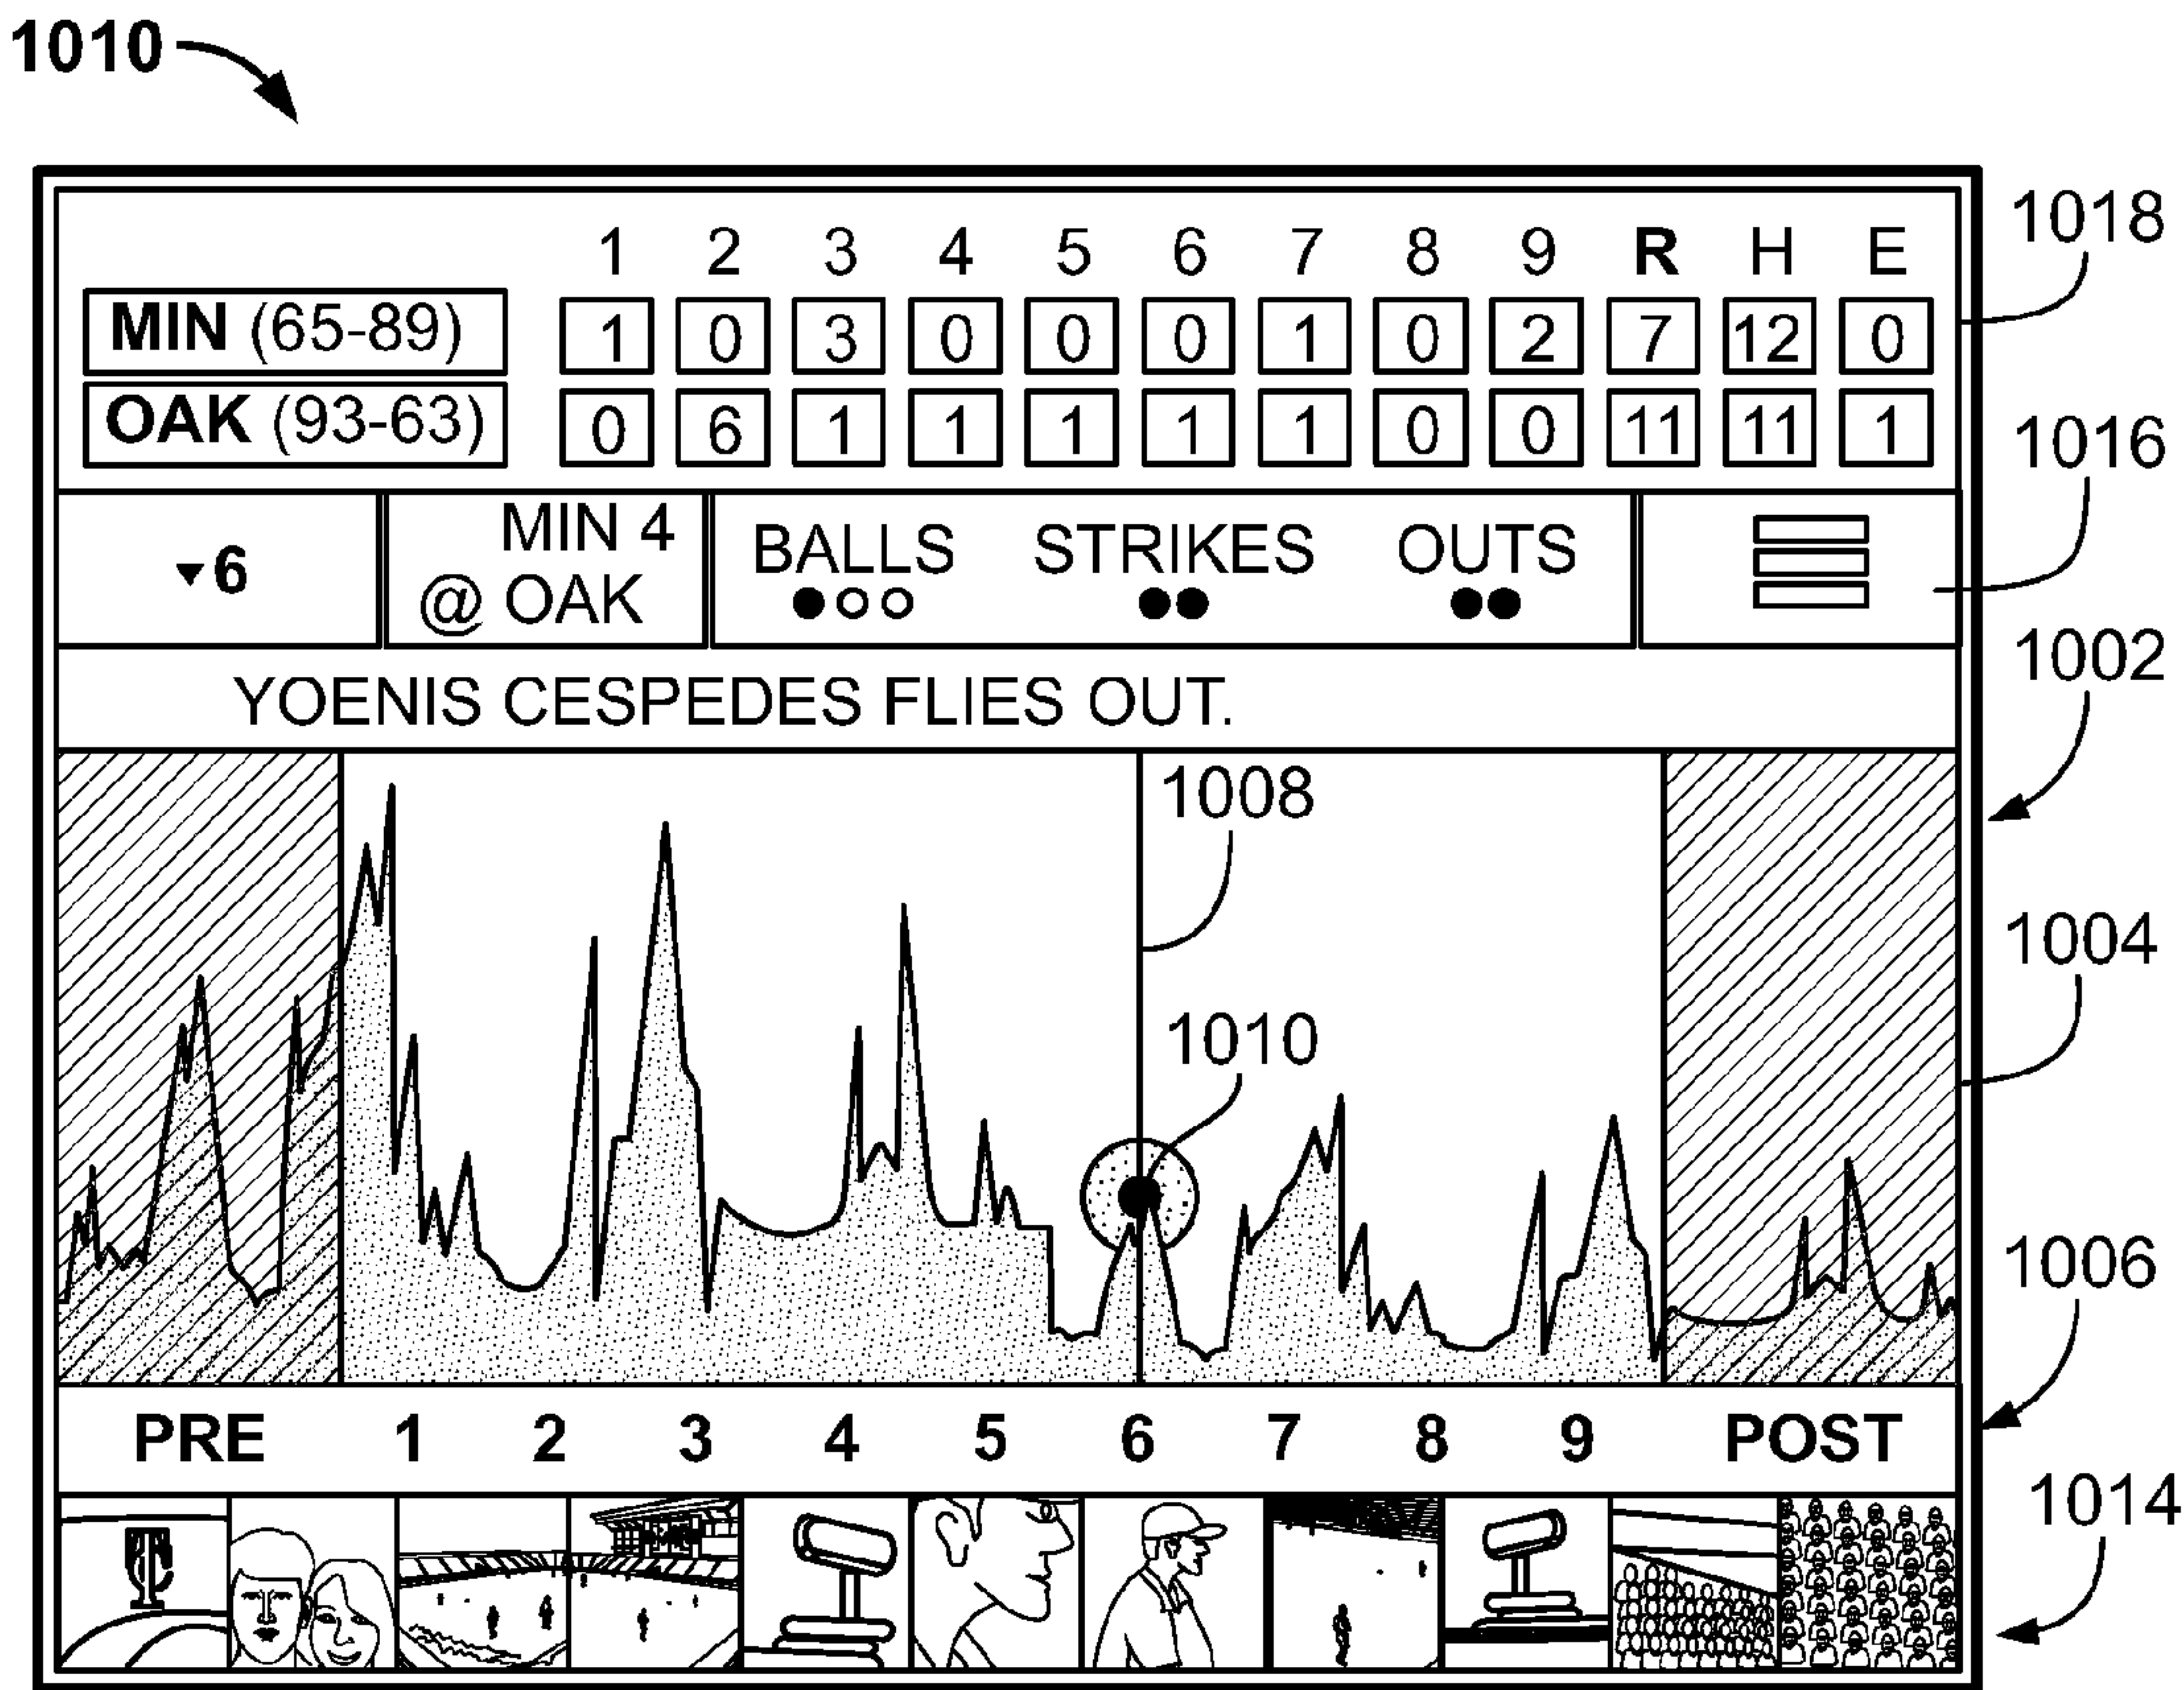 1010
1 2 3 4 5 6 7 8 9 R H E
1018
MIN (65-89) 1 0 3 0 0 0 1 0 2 7 12 0
OAK (93-63) 0 6 1 1 1 1 1 0 0 11 11 1
1016
▼6
MIN 4
@ OAK
BALLS STRIKES OUTS
1002
YOENIS CESPEDES FLIES OUT.
1008
1004
1010
1006
PRE 1 2 3 4 5 6 7 8 9 POST
1014